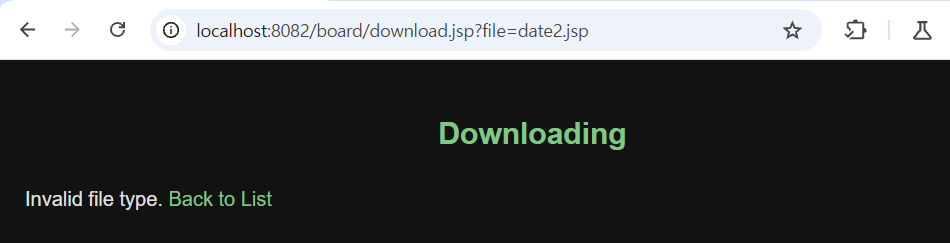 localhost:8082/board/download.jsp?file=date2.jsp
Downloading
Invalid file type. Back to List